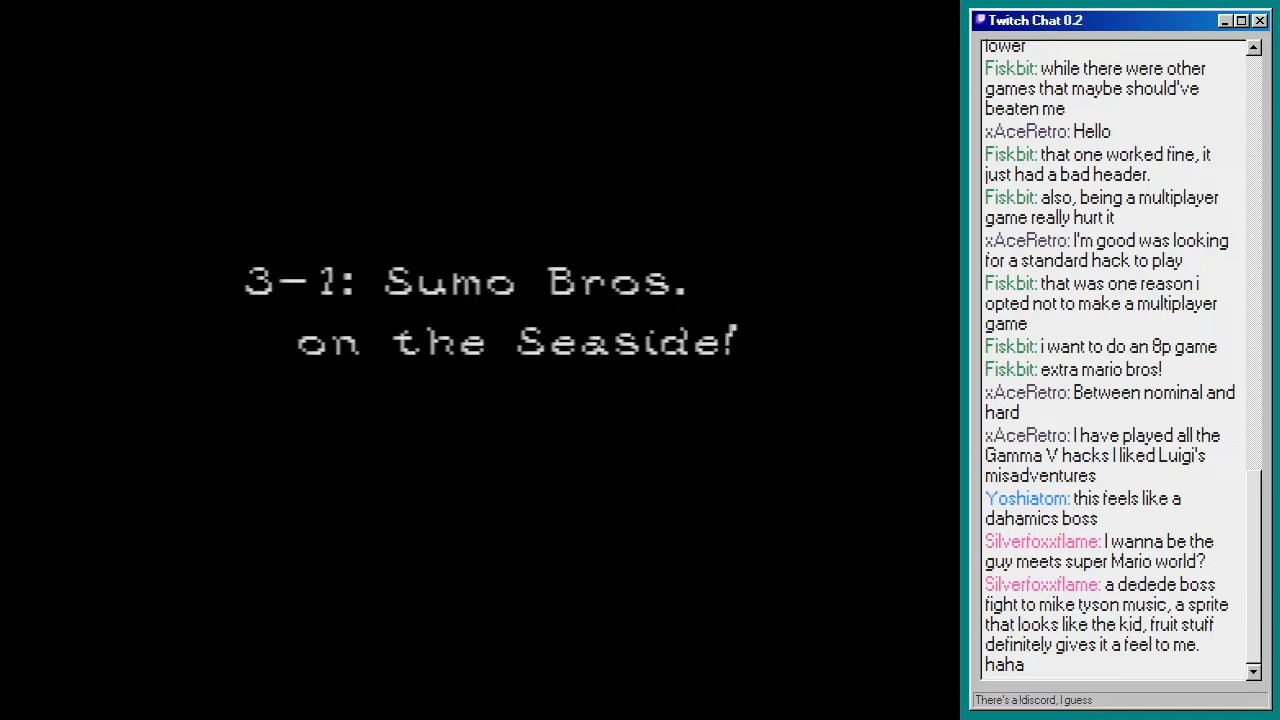 3-1: Sumo Bros.
on the Seaside!
Twitch Chat 0.2
lower
Fiskbit: while there were other
games that maybe should've
beaten me
xAceRetro: Hello
Fiskbit: that one worked fine, it
just had a bad header.
Fiskbit: also, being a multiplayer
game really hurt it
xAceRetro: I'm good was looking
for a standard hack to play
Fiskbit: that was one reason i
opted not to make a multiplayer
game
Fiskbit: i want to do an 8p game
Fiskbit: extra mario bros!
xAceRetro: Between nominal and
hard
xAceRetro: I have played all the
Gamma V hacks I liked Luigi's
misadventures
Yoshiatom: this feels like a
dahamics boss
Silverfoxxflame: I wanna be the
guy meets super Mario world?
Silverfoxxflame: a dedede boss
fight to mike tyson music, a sprite
that looks like the kid, fruit stuff
definitely gives it a feel to me.
haha
There's a !discord, I guess